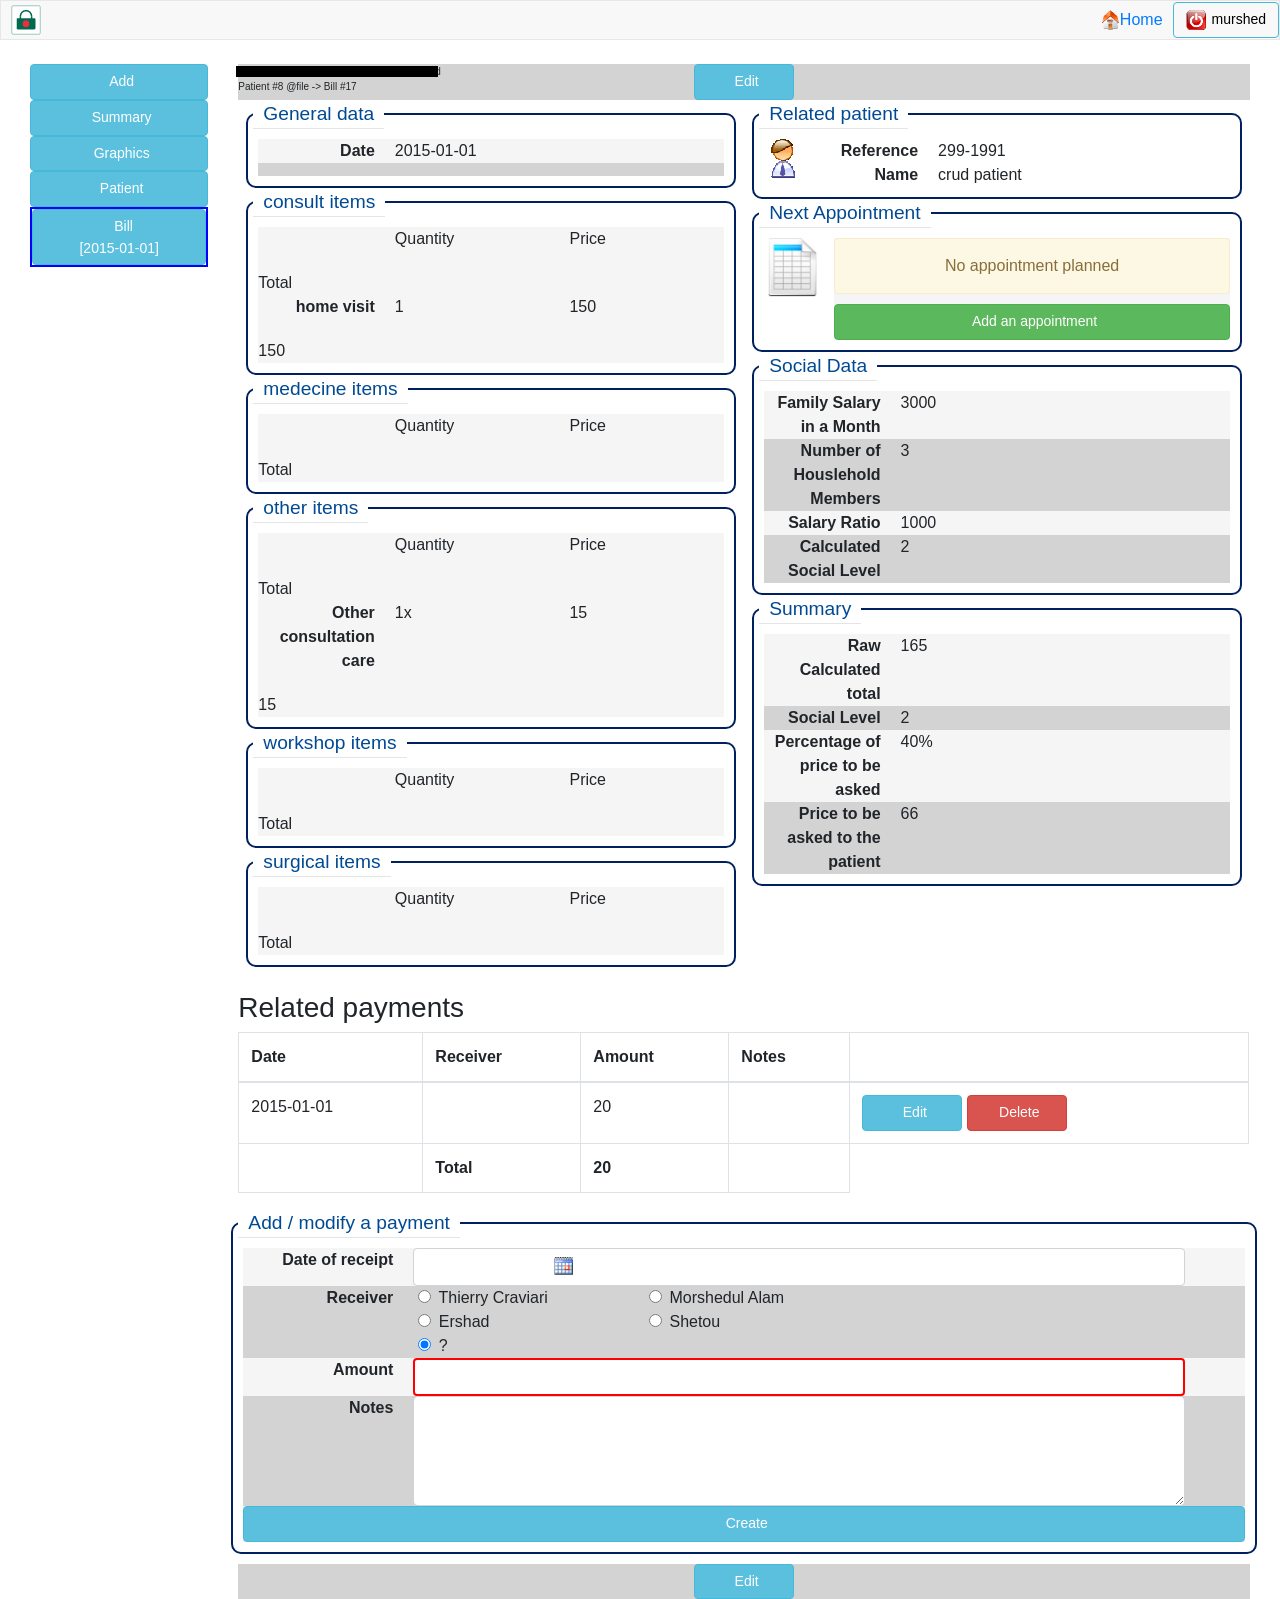 Home murshed
Add
Summary
Graphics
Patient
Bill
[2015-01-01]
Patient #8 @file -> Bill #17
Edit
General data
Date 2015-01-01
consult items
Quantity Price
Total
home visit 1 150
150
medecine items
Quantity Price
Total
other items
Quantity Price
Total
Other 1x 15
consultation
care
15
workshop items
Quantity Price
Total
surgical items
Quantity Price
Total
Related patient
Reference 299-1991
Name crud patient
Next Appointment
No appointment planned
Add an appointment
Social Data
Family Salary 3000
in a Month
Number of 3
Houslehold
Members
Salary Ratio 1000
Calculated 2
Social Level
Summary
Raw 165
Calculated
total
Social Level 2
Percentage of 40%
price to be
asked
Price to be 66
asked to the
patient
Related payments
Date Receiver Amount Notes
2015-01-01 20 Edit Delete
Total 20
Add / modify a payment
Date of receipt
Receiver Thierry Craviari Morshedul Alam
Ershad Shetou
?
Amount
Notes
Create
Edit